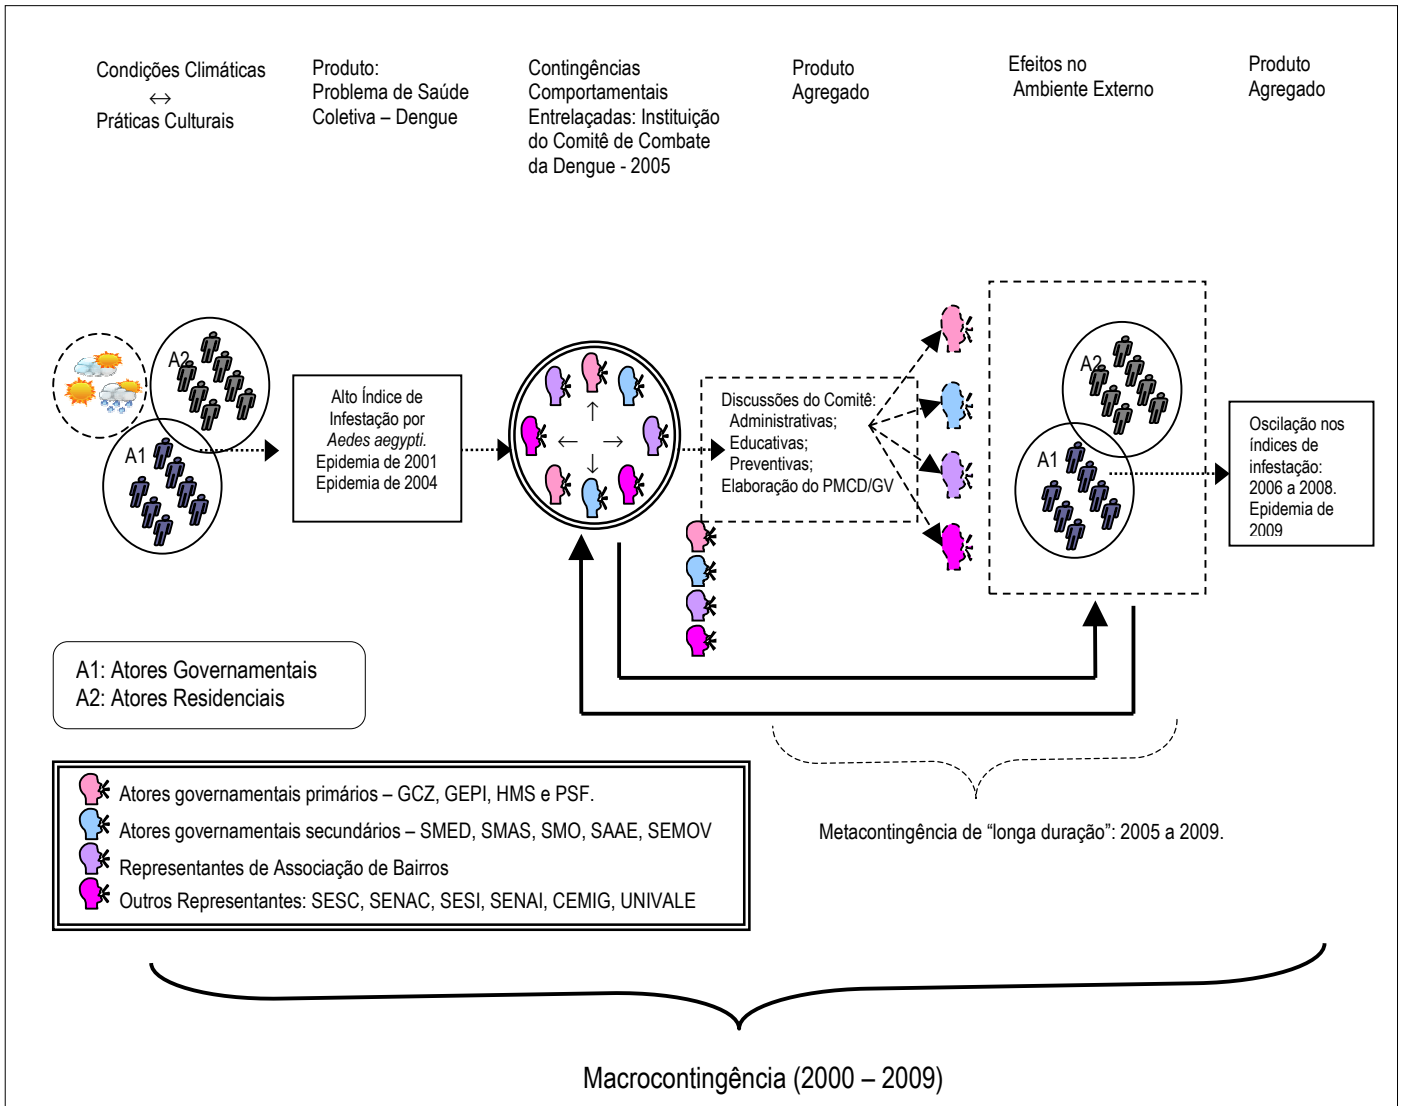 Condições Climáticas
↔
Práticas Culturais
Produto:
Problema de Saúde
Coletiva – Dengue
Contingências
Comportamentais
Entrelaçadas: Instituição
do Comitê de Combate
da Dengue - 2005
Produto
Agregado
Efeitos no
Ambiente Externo
Produto
Agregado
A2
A1
Alto Índice de
Infestação por
Aedes aegypti.
Epidemia de 2001
Epidemia de 2004
Discussões do Comitê:
Administrativas;
Educativas;
Preventivas;
Elaboração do PMCD/GV
A2
A1
Oscilação nos
índices de
infestação:
2006 a 2008.
Epidemia de
2009
A1: Atores Governamentais
A2: Atores Residenciais
Atores governamentais primários – GCZ, GEPI, HMS e PSF.
Atores governamentais secundários – SMED, SMAS, SMO, SAAE, SEMOV
Representantes de Associação de Bairros
Outros Representantes: SESC, SENAC, SESI, SENAI, CEMIG, UNIVALE
Metacontingência de “longa duração”: 2005 a 2009.
Macrocontingência (2000 – 2009)